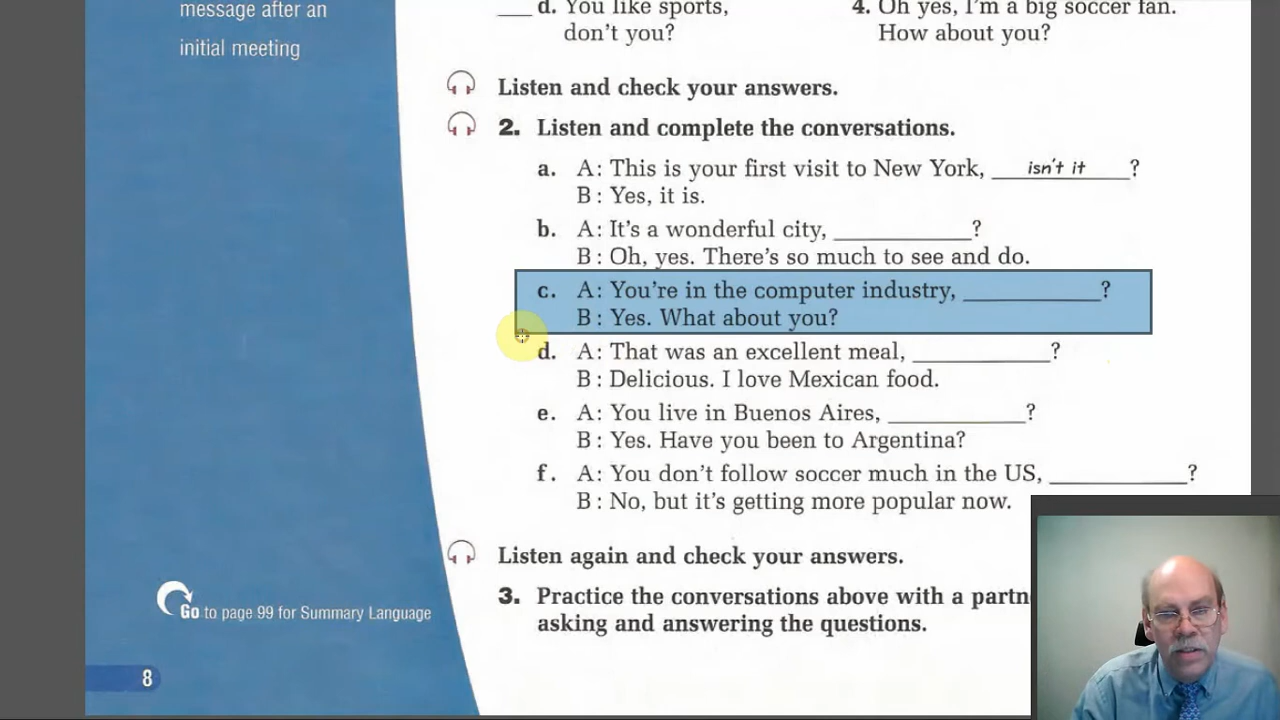 message after an
initial meeting
___ d. You like sports,
don't you?
4. Oh yes, I'm a big soccer fan.
How about you?
Listen and check your answers.
2. Listen and complete the conversations.
a. A: This is your first visit to New York, isn't it ?
B: Yes, it is.
b. A: It's a wonderful city, __________?
B: Oh, yes. There's so much to see and do.
c. A: You're in the computer industry, __________?
B: Yes. What about you?
d. A: That was an excellent meal, __________?
B: Delicious. I love Mexican food.
e. A: You live in Buenos Aires, __________?
B: Yes. Have you been to Argentina?
f. A: You don't follow soccer much in the US, __________?
B: No, but it's getting more popular now.
Listen again and check your answers.
3. Practice the conversations above with a partn
asking and answering the questions.
Go to page 99 for Summary Language
8